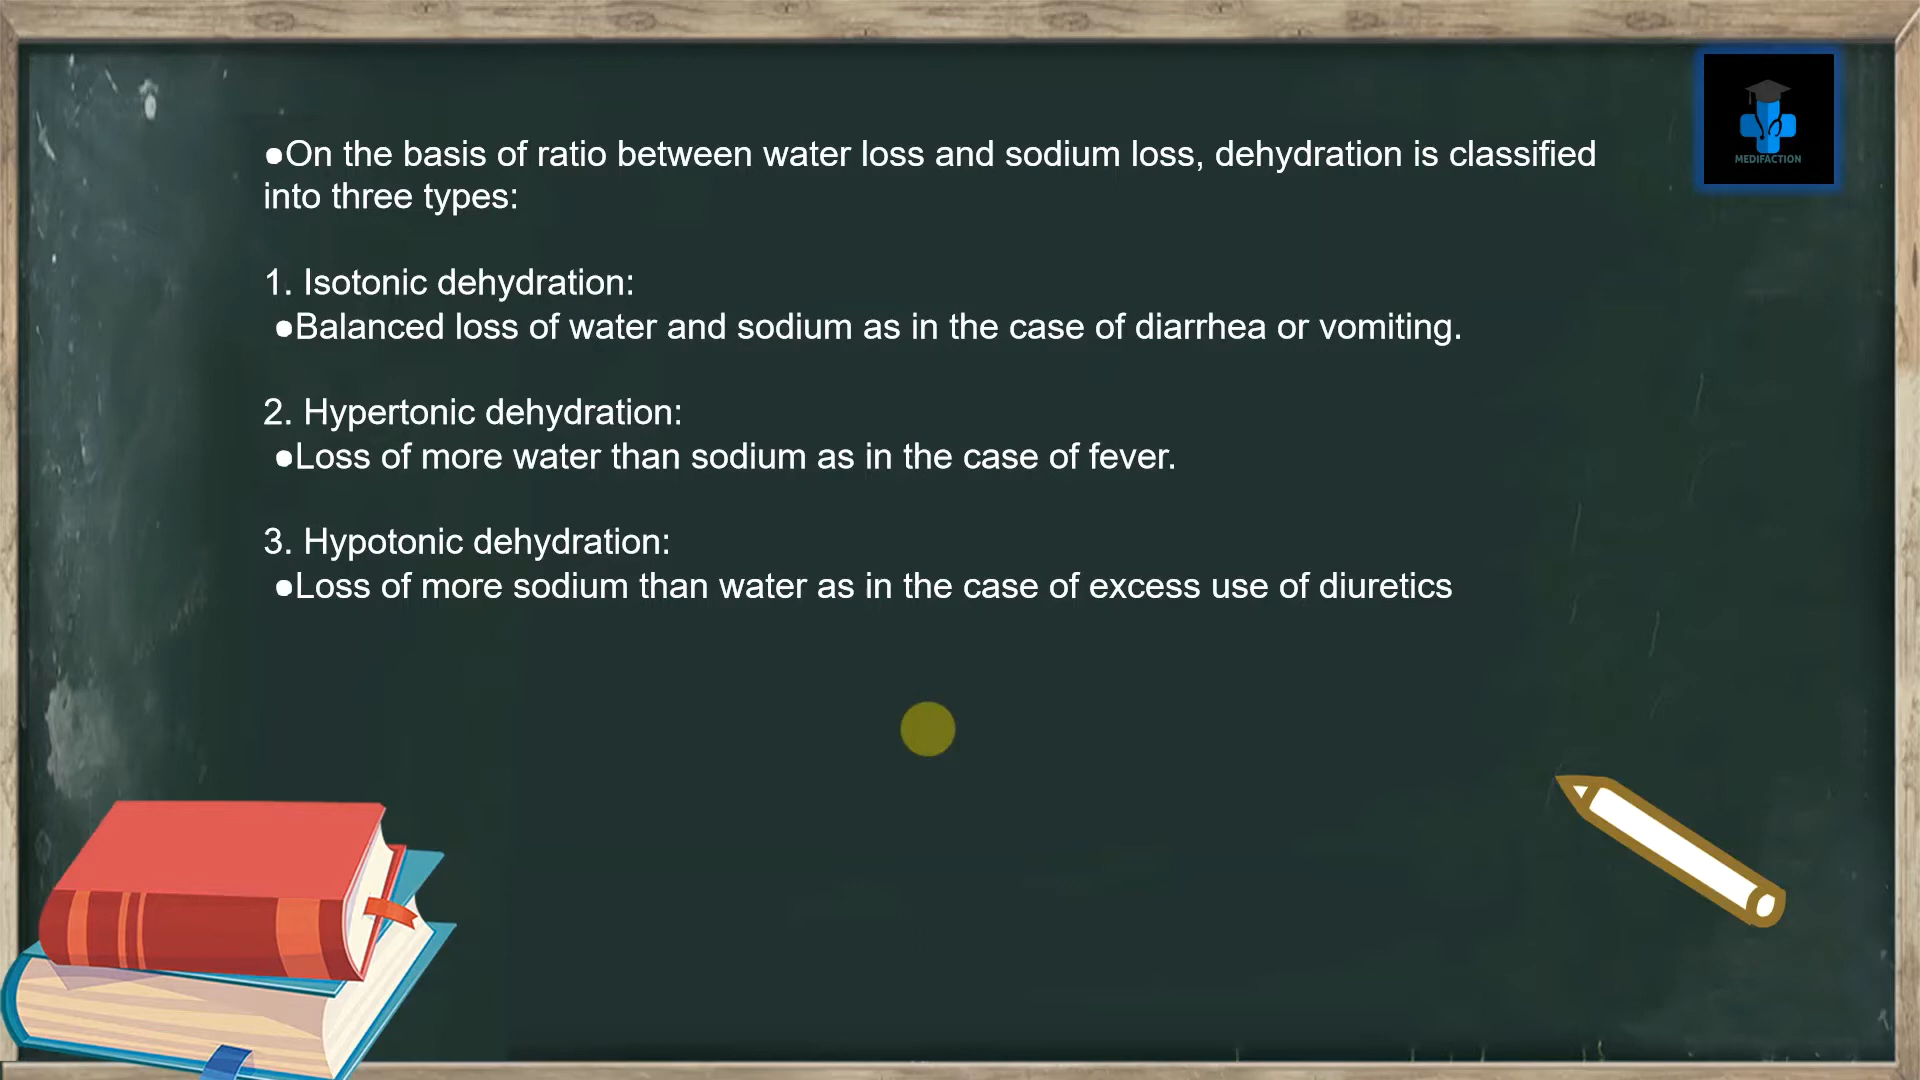 ●On the basis of ratio between water loss and sodium loss, dehydration is classified
into three types:
1. Isotonic dehydration:
●Balanced loss of water and sodium as in the case of diarrhea or vomiting.
2. Hypertonic dehydration:
●Loss of more water than sodium as in the case of fever.
3. Hypotonic dehydration:
●Loss of more sodium than water as in the case of excess use of diuretics
MEDIFACTION